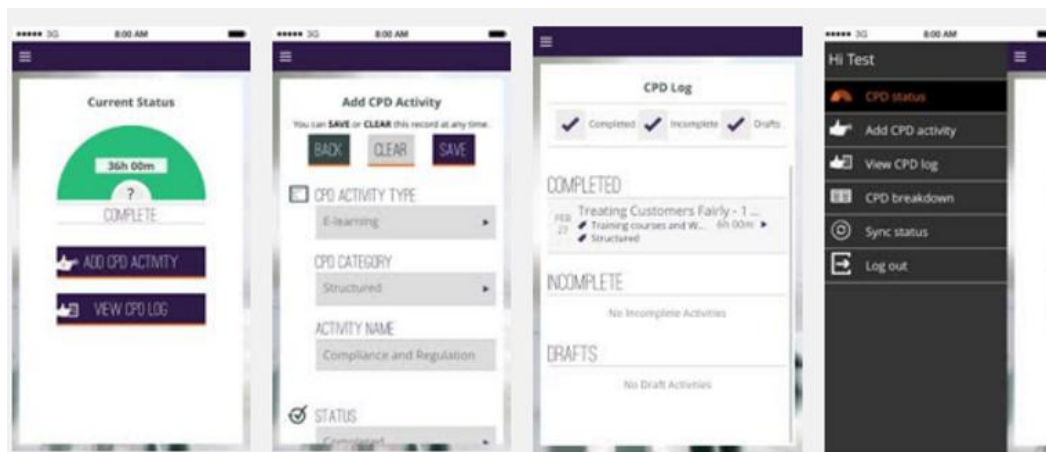 3G 8:00 AM
Current Status
36h 00m
?
COMPLETE
ADD CPD ACTIVITY
VIEW CPD LOG
3G 8:00 AM
Add CPD Activity
You can SAVE or CLEAR this record at any time.
BACK CLEAR SAVE
CPD ACTIVITY TYPE
E-learning
CPD CATEGORY
Structured
ACTIVITY NAME
Compliance and Regulation
STATUS
Completed
CPD Log
Completed Incomplete Drafts
COMPLETED
FEB 27 Treating Customers Fairly - 1 ...
Training courses and W... 6h 00m
Structured
INCOMPLETE
No Incomplete Activities
DRAFTS
No Draft Activities
3G 8:00 AM
Hi Test
CPD status
Add CPD activity
View CPD log
CPD breakdown
Sync status
Log out